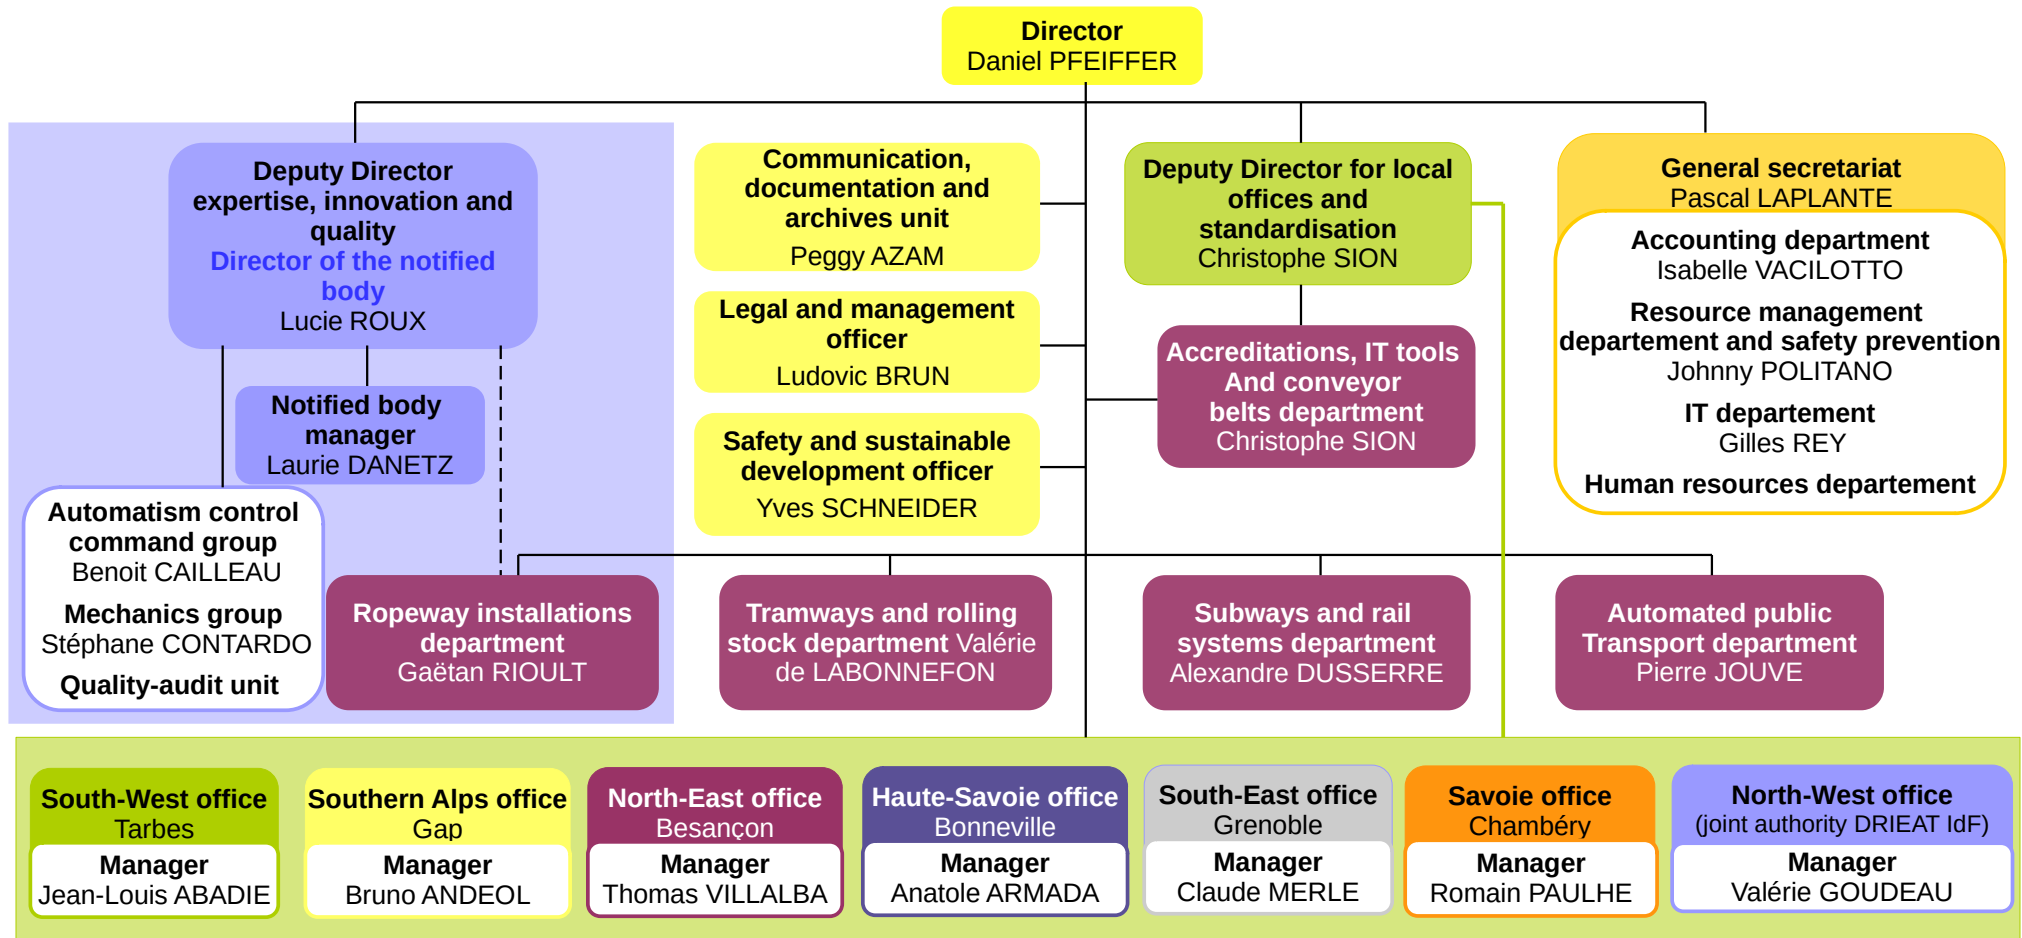 Director
Daniel PFEIFFER
Deputy Director
expertise, innovation and
quality
Director of the notified
body
Lucie ROUX
Communication,
documentation and
archives unit
Peggy AZAM
Deputy Director for local
offices and
standardisation
Christophe SION
General secretariat
Pascal LAPLANTE
Accounting department
Isabelle VACILOTTO
Resource management
departement and safety prevention
Johnny POLITANO
IT departement
Gilles REY
Human resources departement
Legal and management
officer
Ludovic BRUN
Accreditations, IT tools
And conveyor
belts department
Christophe SION
Notified body
manager
Laurie DANETZ
Safety and sustainable
development officer
Yves SCHNEIDER
Automatism control
command group
Benoit CAILLEAU
Mechanics group
Stéphane CONTARDO
Quality-audit unit
Ropeway installations
department
Gaëtan RIOULT
Tramways and rolling
stock department Valérie
de LABONNEFON
Subways and rail
systems department
Alexandre DUSSERRE
Automated public
Transport department
Pierre JOUVE
South-West office
Tarbes
Manager
Jean-Louis ABADIE
Southern Alps office
Gap
Manager
Bruno ANDEOL
North-East office
Besançon
Manager
Thomas VILLALBA
Haute-Savoie office
Bonneville
Manager
Anatole ARMADA
South-East office
Grenoble
Manager
Claude MERLE
Savoie office
Chambéry
Manager
Romain PAULHE
North-West office
(joint authority DRIEAT IdF)
Manager
Valérie GOUDEAU